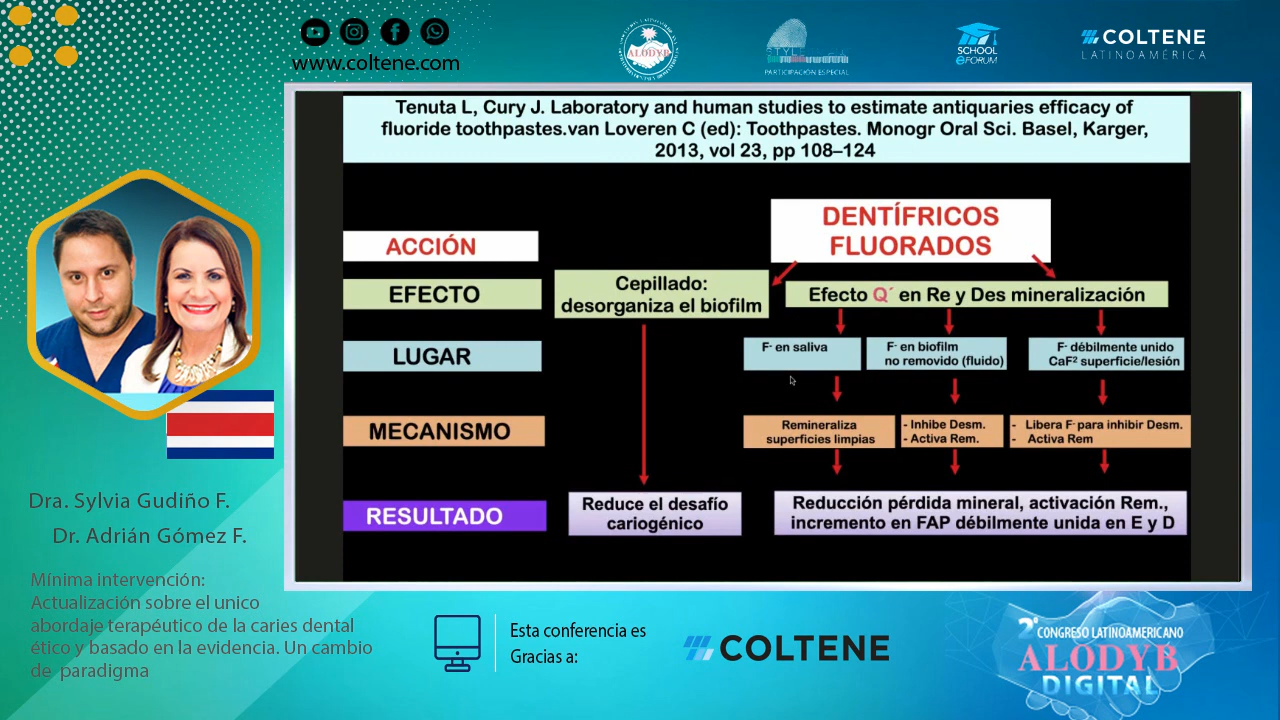 www.coltene.com
ALODYB
PARTICIPACIÓN ESPECIAL
SCHOOL
eFORUM
COLTENE
LATINOAMÉRICA
Tenuta L, Cury J. Laboratory and human studies to estimate antiquaries efficacy of
fluoride toothpastes.van Loveren C (ed): Toothpastes. Monogr Oral Sci. Basel, Karger,
2013, vol 23, pp 108–124
DENTÍFRICOS
FLUORADOS
ACCIÓN
EFECTO
Cepillado:
desorganiza el biofilm
Efecto Q´ en Re y Des mineralización
LUGAR
F- en saliva
F- en biofilm
no removido (fluido)
F- débilmente unido
CaF² superficie/lesión
MECANISMO
Remineraliza
superficies limpias
- Inhibe Desm.
- Activa Rem.
- Libera F- para inhibir Desm.
- Activa Rem
RESULTADO
Reduce el desafío
cariogénico
Reducción pérdida mineral, activación Rem.,
incremento en FAP débilmente unida en E y D
Dra. Sylvia Gudiño F.
Dr. Adrián Gómez F.
Mínima intervención:
Actualización sobre el unico
abordaje terapéutico de la caries dental
ético y basado en la evidencia. Un cambio
de paradigma
Esta conferencia es
Gracias a:
COLTENE
2º CONGRESO LATINOAMERICANO
ALODYB
DIGITAL